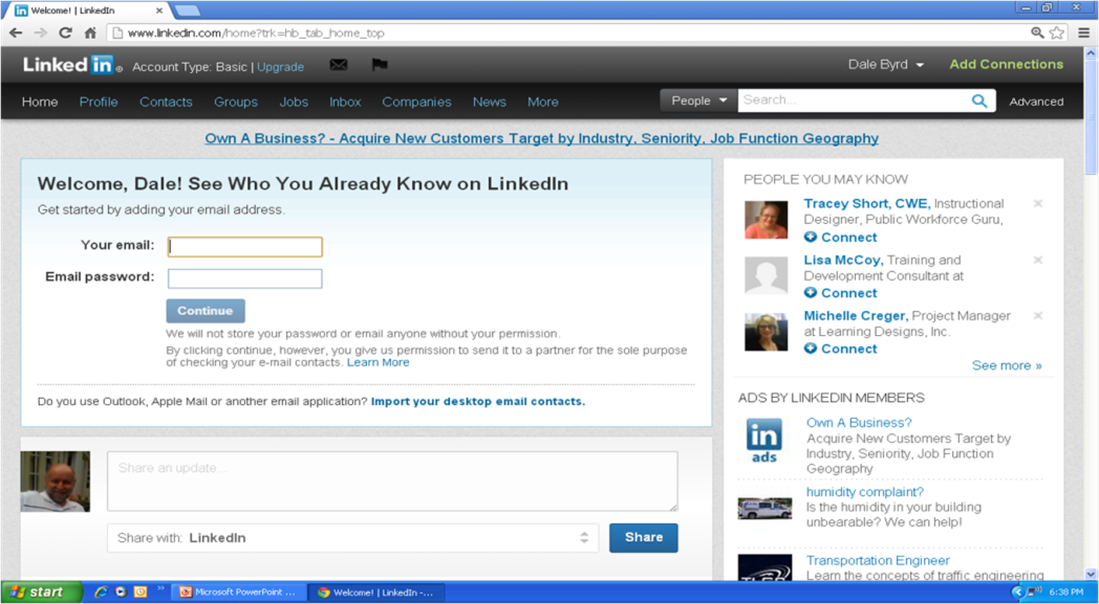 Welcome! | LinkedIn
www.linkedin.com/home?trk=hb_tab_home_top
Linked in Account Type: Basic | Upgrade Dale Byrd Add Connections
Home Profile Contacts Groups Jobs Inbox Companies News More People Search... Advanced
Own A Business? - Acquire New Customers Target by Industry, Seniority, Job Function Geography
Welcome, Dale! See Who You Already Know on LinkedIn
Get started by adding your email address.
Your email:
Email password:
Continue
We will not store your password or email anyone without your permission.
By clicking continue, however, you give us permission to send it to a partner for the sole purpose
of checking your e-mail contacts. Learn More
Do you use Outlook, Apple Mail or another email application? Import your desktop email contacts.
Share an update...
Share with: LinkedIn
Share
PEOPLE YOU MAY KNOW
Tracey Short, CWE, Instructional
Designer, Public Workforce Guru,
Connect
Lisa McCoy, Training and
Development Consultant at
Connect
Michelle Creger, Project Manager
at Learning Designs, Inc.
Connect
See more »
ADS BY LINKEDIN MEMBERS
in
ads
Own A Business?
Acquire New Customers Target by
Industry, Seniority, Job Function
Geography
humidity complaint?
Is the humidity in your building
unbearable? We can help!
Transportation Engineer
Learn the concepts of traffic engineering
start Microsoft PowerPoint ... Welcome! | LinkedIn -... 6:38 PM